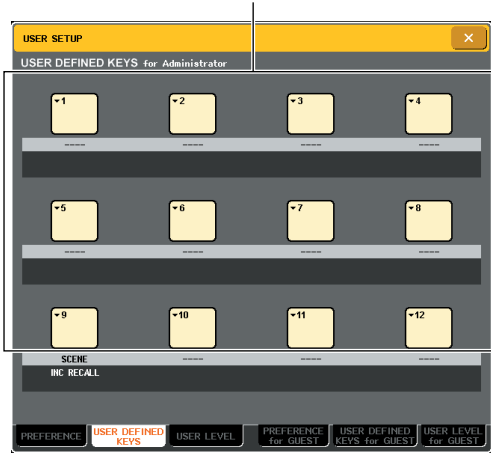 USER SETUP
×
USER DEFINED KEYS for Administrator
1
2
3
4
---- ---- ---- ----
5
6
7
8
---- ---- ---- ----
9
10
11
12
SCENE ---- ---- ----
INC RECALL
PREFERENCE
USER DEFINED
KEYS
USER LEVEL
PREFERENCE
for GUEST
USER DEFINED
KEYS for GUEST
USER LEVEL
for GUEST